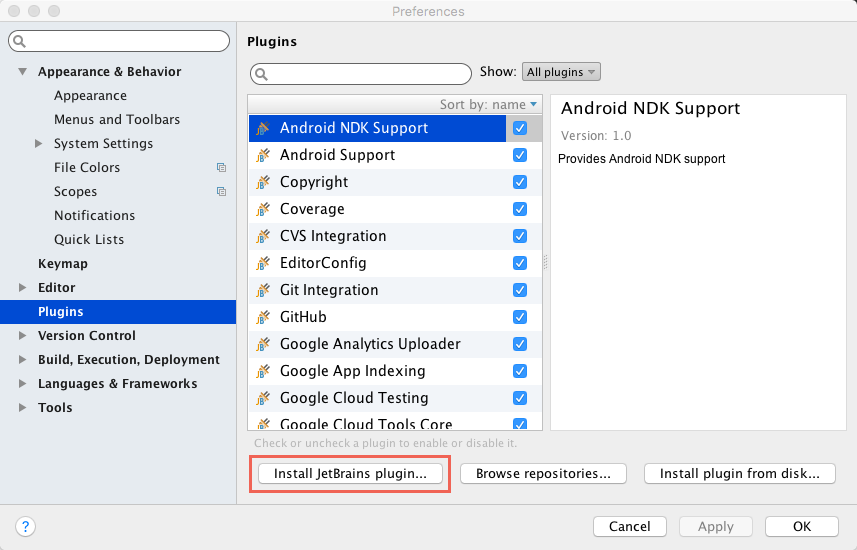 Preferences
Appearance & Behavior
Appearance
Menus and Toolbars
System Settings
File Colors
Scopes
Notifications
Quick Lists
Keymap
Editor
Plugins
Version Control
Build, Execution, Deployment
Languages & Frameworks
Tools
Plugins
Show: All plugins
Sort by: name
Android NDK Support
Android Support
Copyright
Coverage
CVS Integration
EditorConfig
Git Integration
GitHub
Google Analytics Uploader
Google App Indexing
Google Cloud Testing
Google Cloud Tools Core
Check or uncheck a plugin to enable or disable it.
Android NDK Support
Version: 1.0
Provides Android NDK support
Install JetBrains plugin... Browse repositories... Install plugin from disk...
? Cancel Apply OK